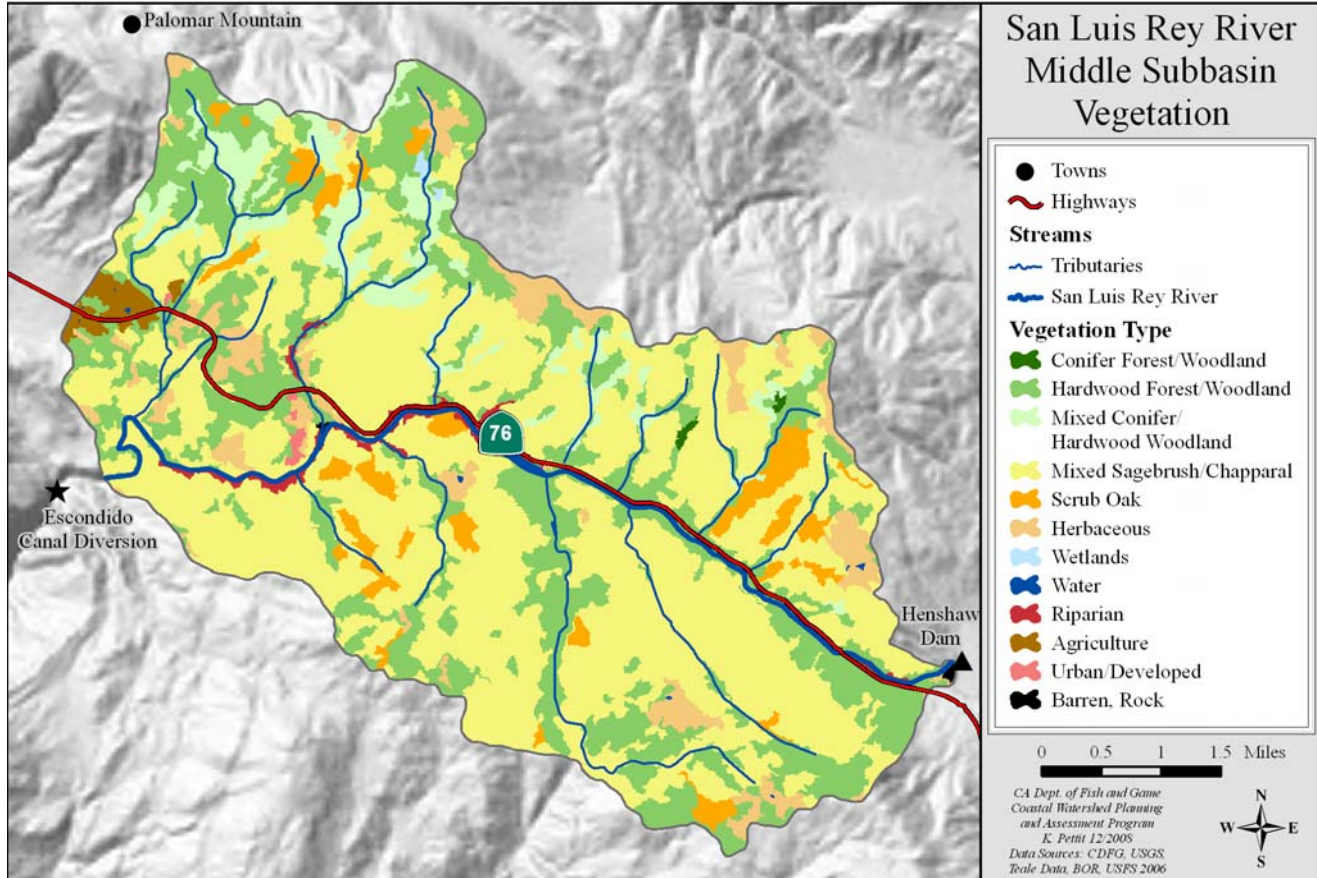 Palomar Mountain
76
Escondido
Canal Diversion
Henshaw
Dam
San Luis Rey River
Middle Subbasin
Vegetation
Towns
Highways
Streams
Tributaries
San Luis Rey River
Vegetation Type
Conifer Forest/Woodland
Hardwood Forest/Woodland
Mixed Conifer/
Hardwood Woodland
Mixed Sagebrush/Chapparal
Scrub Oak
Herbaceous
Wetlands
Water
Riparian
Agriculture
Urban/Developed
Barren, Rock
0 0.5 1 1.5 Miles
CA Dept. of Fish and Game
Coastal Watershed Planning
and Assessment Program
K. Pettit 12/2008
Data Sources: CDFG, USGS,
Teale Data, BOR, USFS 2006
N
W E
S